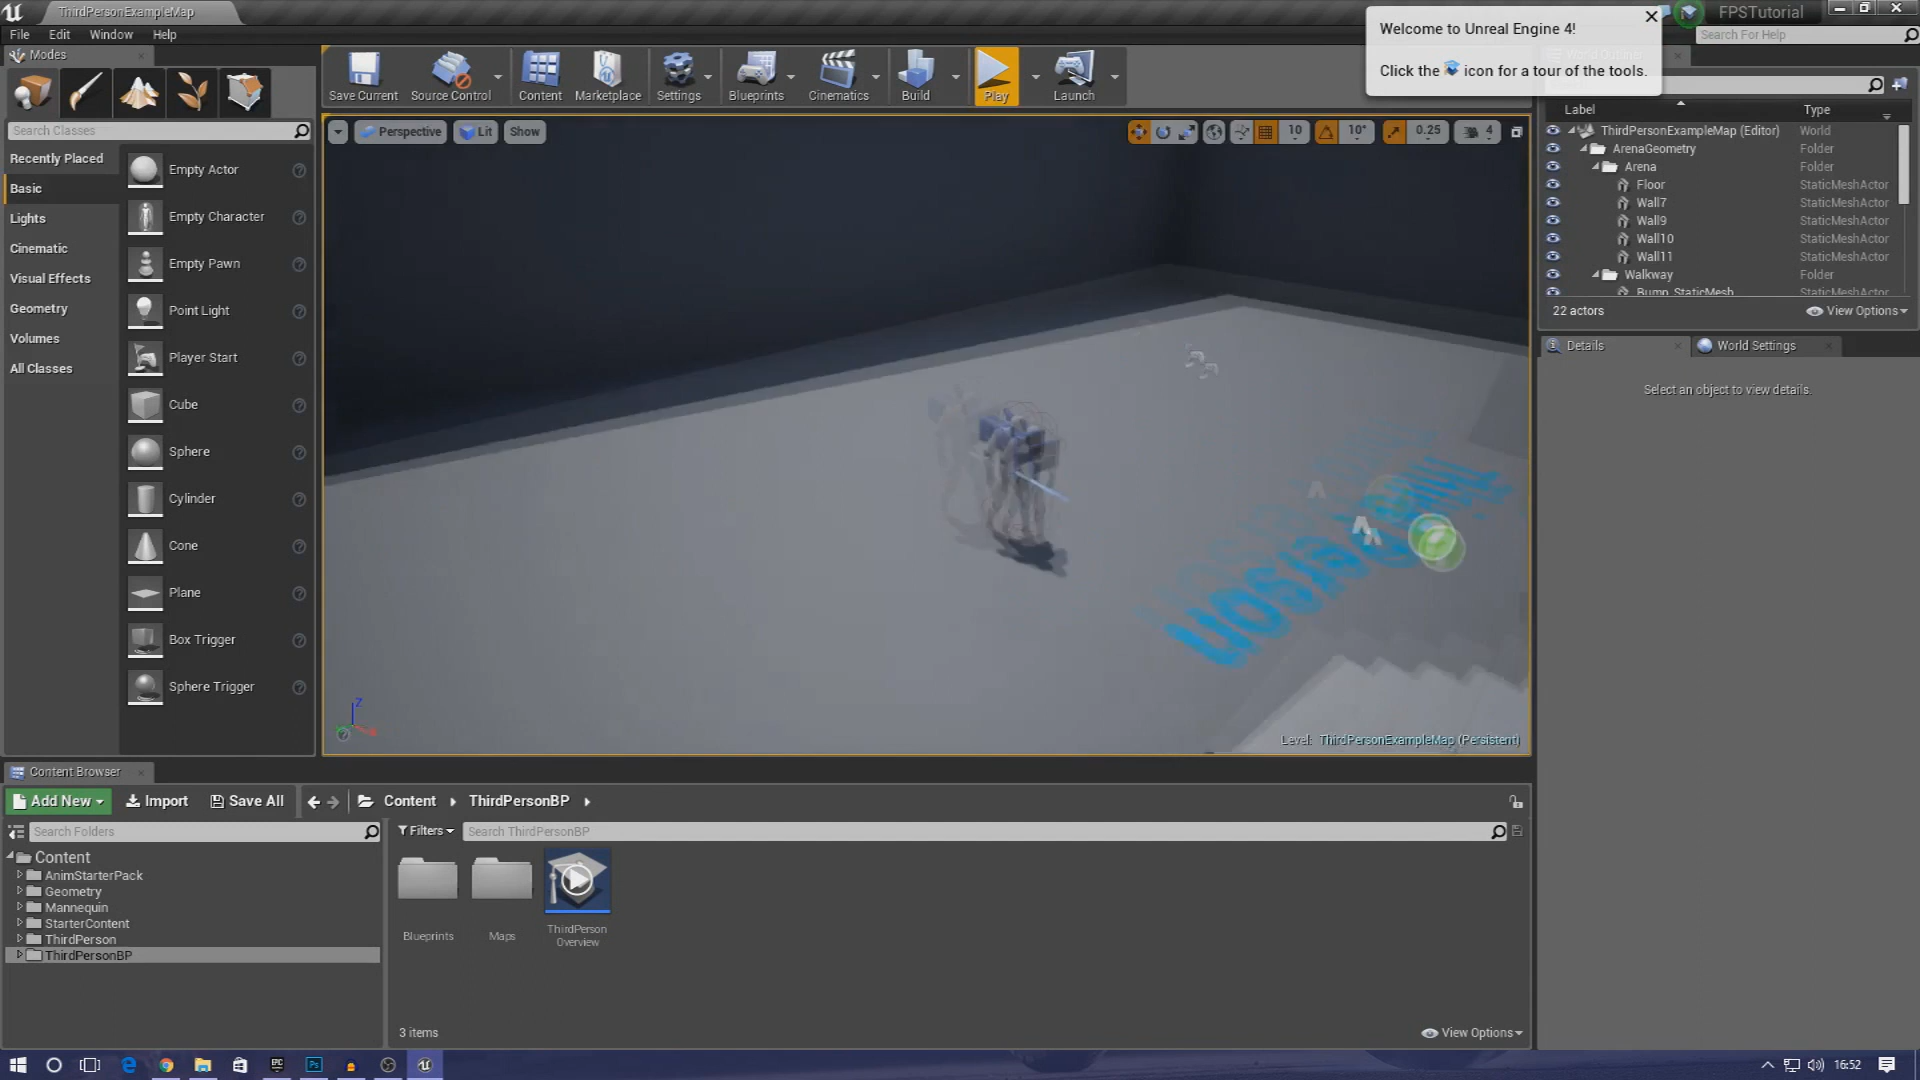 ThirdPersonExampleMap
FPSTutorial
File Edit Window Help
Search For Help
Welcome to Unreal Engine 4!
Click the icon for a tour of the tools.
Modes
Save Current
Source Control
Content
Marketplace
Settings
Blueprints
Cinematics
Build
Play
Launch
Search Classes
Recently Placed
Basic
Lights
Cinematic
Visual Effects
Geometry
Volumes
All Classes
Empty Actor
Empty Character
Empty Pawn
Point Light
Player Start
Cube
Sphere
Cylinder
Cone
Plane
Box Trigger
Sphere Trigger
Perspective
Lit
Show
10
10°
0.25
4
Z
Level: ThirdPersonExampleMap (Persistent)
Label Type
ThirdPersonExampleMap (Editor) World
ArenaGeometry Folder
Arena Folder
Floor StaticMeshActor
Wall7 StaticMeshActor
Wall9 StaticMeshActor
Wall10 StaticMeshActor
Wall11 StaticMeshActor
Walkway Folder
Bump_StaticMesh StaticMeshActor
22 actors
View Options
Details
World Settings
Select an object to view details.
Content Browser
Add New
Import
Save All
Content
ThirdPersonBP
Search Folders
Filters
Search ThirdPersonBP
Content
AnimStarterPack
Geometry
Mannequin
StarterContent
ThirdPerson
ThirdPersonBP
Blueprints
Maps
ThirdPerson
Overview
3 items
View Options
16:52